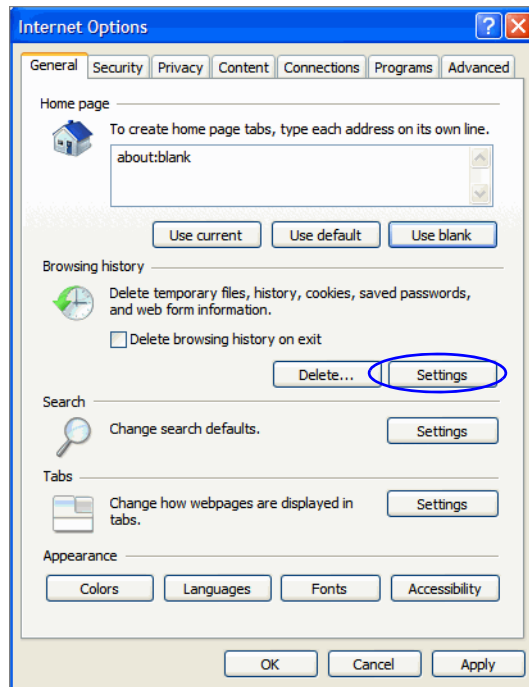 Internet Options
General Security Privacy Content Connections Programs Advanced
Home page
To create home page tabs, type each address on its own line.
about:blank
Use current Use default Use blank
Browsing history
Delete temporary files, history, cookies, saved passwords,
and web form information.
Delete browsing history on exit
Delete... Settings
Search
Change search defaults. Settings
Tabs
Change how webpages are displayed in
tabs.
Settings
Appearance
Colors Languages Fonts Accessibility
OK Cancel Apply